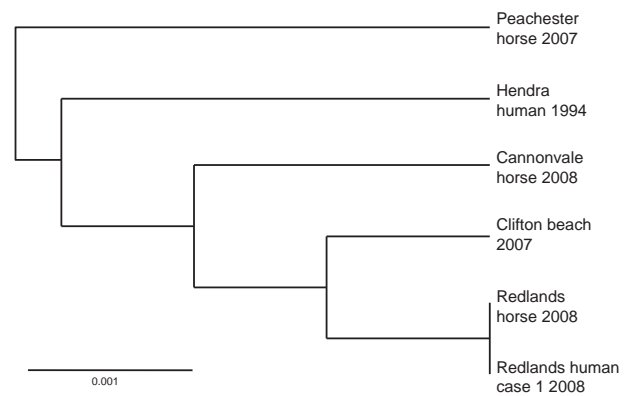 Peachester
horse 2007
Hendra
human 1994
Cannonvale
horse 2008
Clifton beach
2007
Redlands
horse 2008
Redlands human
case 1 2008
0.001